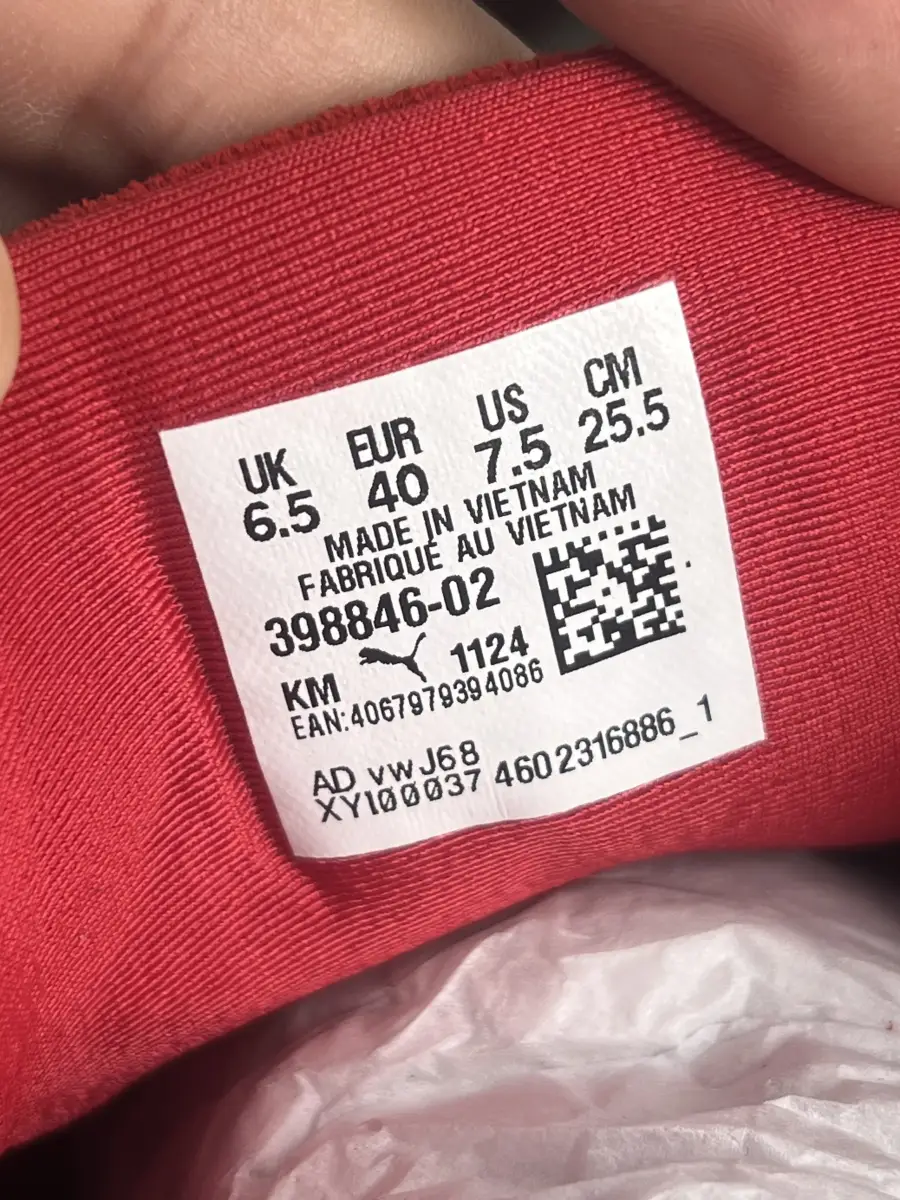 UK EUR US CM
6.5 40 7.5 25.5
MADE IN VIETNAM
FABRIQUÉ AU VIETNAM
398846-02
KM 1124
EAN:4067979394086
AD vwJ68
XY100037 4602316886_1